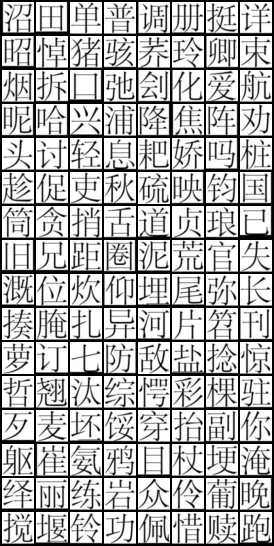 沼田单普调册挺详
昭悼猪骇荞玲卿束
烟拆囗弛刽化爱航
昵哈兴浦降焦阵劝
头讨轻息耙娇吗桩
趁促吏秋硫映钧国
筒贪捎舌道贞琅已
旧兄距圈泥荒官失
溉位炊仰埋尾弥长
揍腌扎异河片笤刊
萝订七防敌盐捻惊
哲翘汰综愕彩棵驻
歹麦坯馁穿抬副你
躯崔氨鸦目杖埂淹
绎丽练岩众伶葡晚
搅堰铃功佩惜赎跑